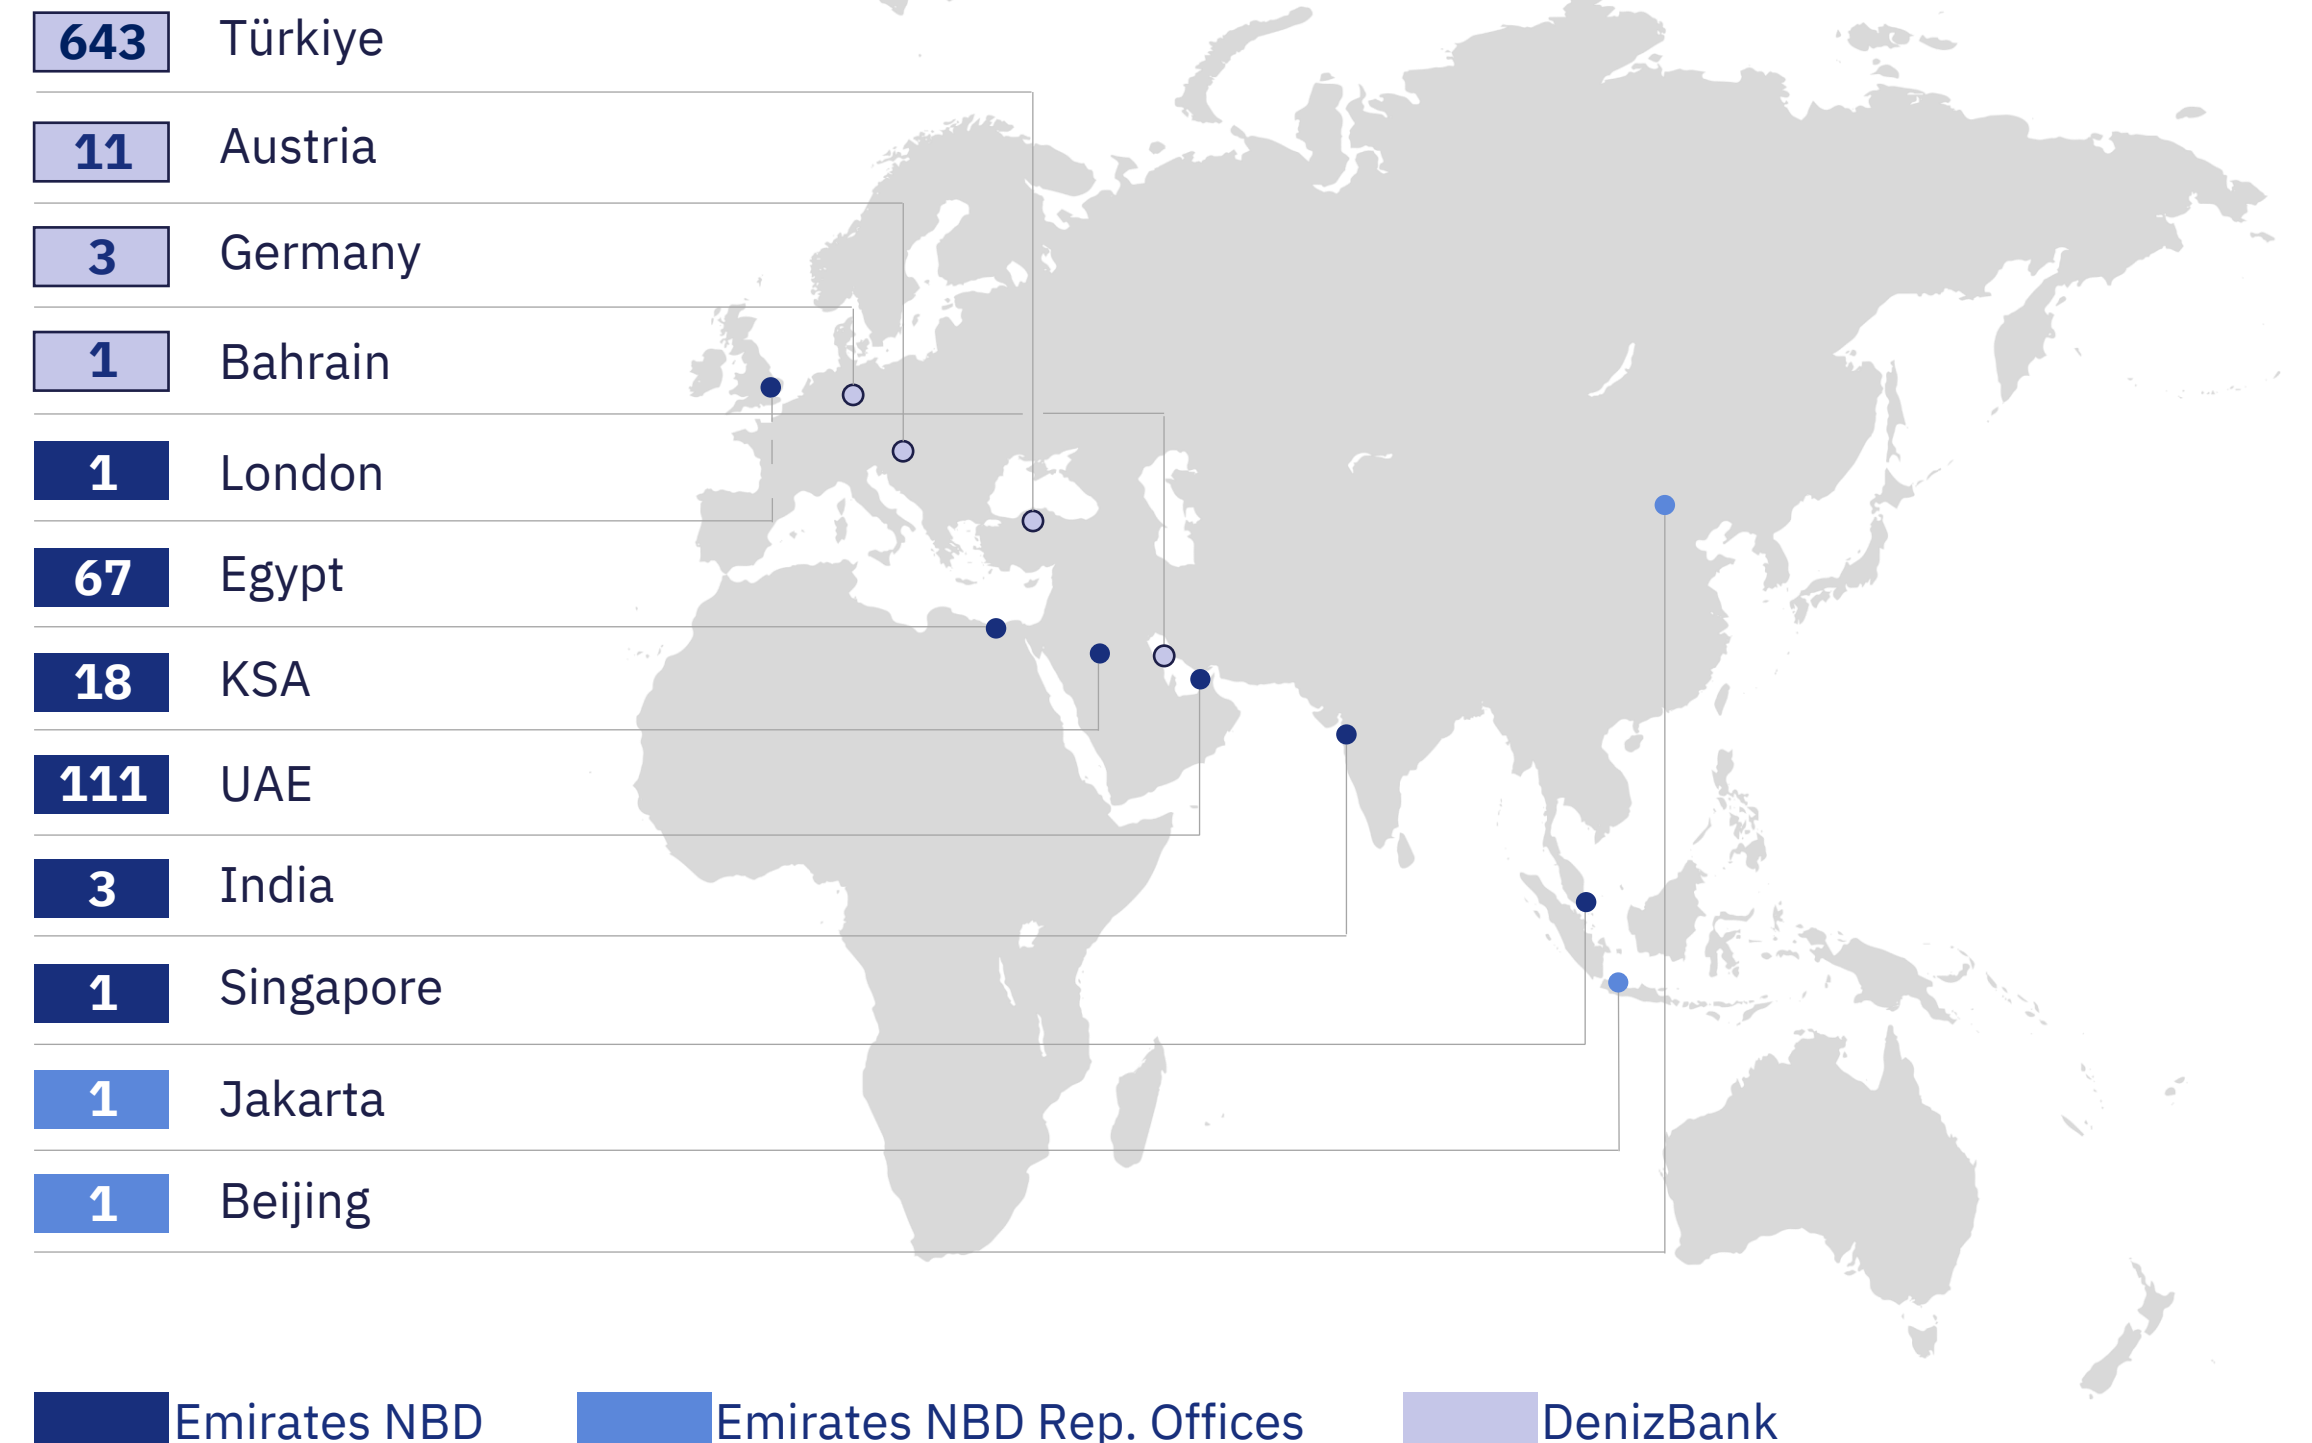 643 Türkiye
11 Austria
3 Germany
1 Bahrain
1 London
67 Egypt
18 KSA
111 UAE
3 India
1 Singapore
1 Jakarta
1 Beijing
Emirates NBD Emirates NBD Rep. Offices DenizBank